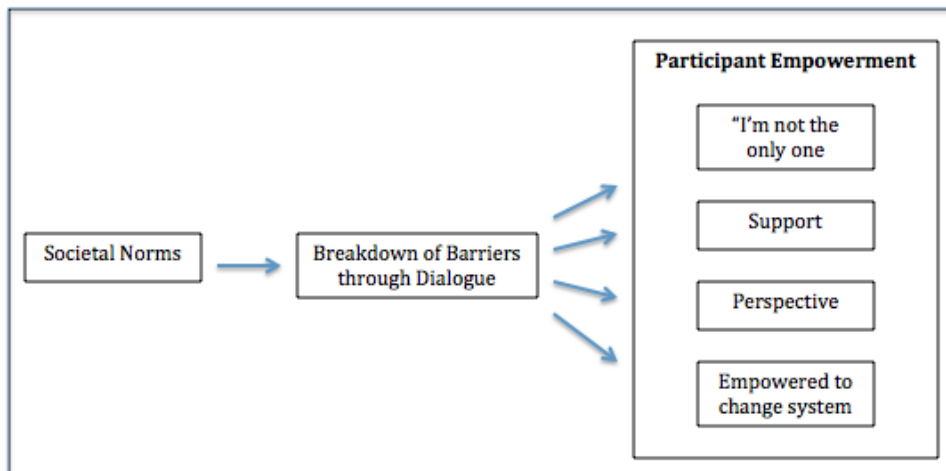 Participant Empowerment
“I’m not the
only one
Support
Societal Norms
Breakdown of Barriers
through Dialogue
Perspective
Empowered to
change system